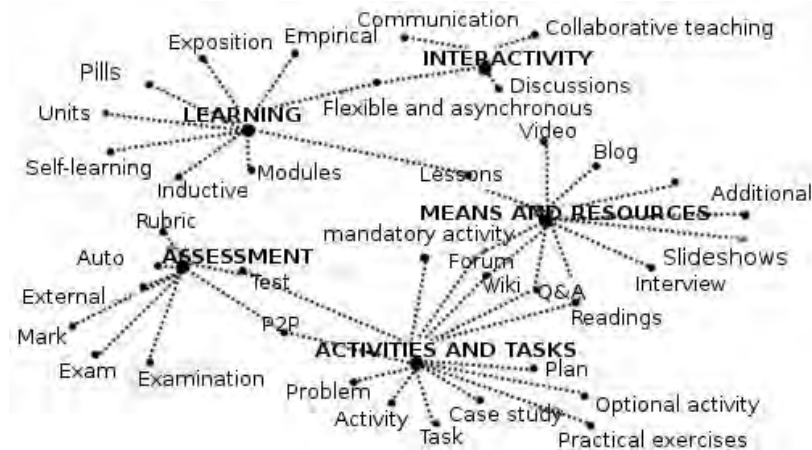 Communication
Collaborative teaching
Exposition
Empirical
INTERACTIVITY
Pills
Discussions
Flexible and asynchronous
Units
LEARNING
Video
Self-learning
Modules
Lessons
Blog
Inductive
Additional
Rubric
MEANS AND RESOURCES
mandatory activity
ASSESSMENT
Auto
Forum
Slideshows
Test
Wiki
Q&A
Interview
External
Readings
Mark
P2P
ACTIVITIES AND TASKS
Exam
Examination
Plan
Problem
Activity
Case study
Optional activity
Task
Practical exercises